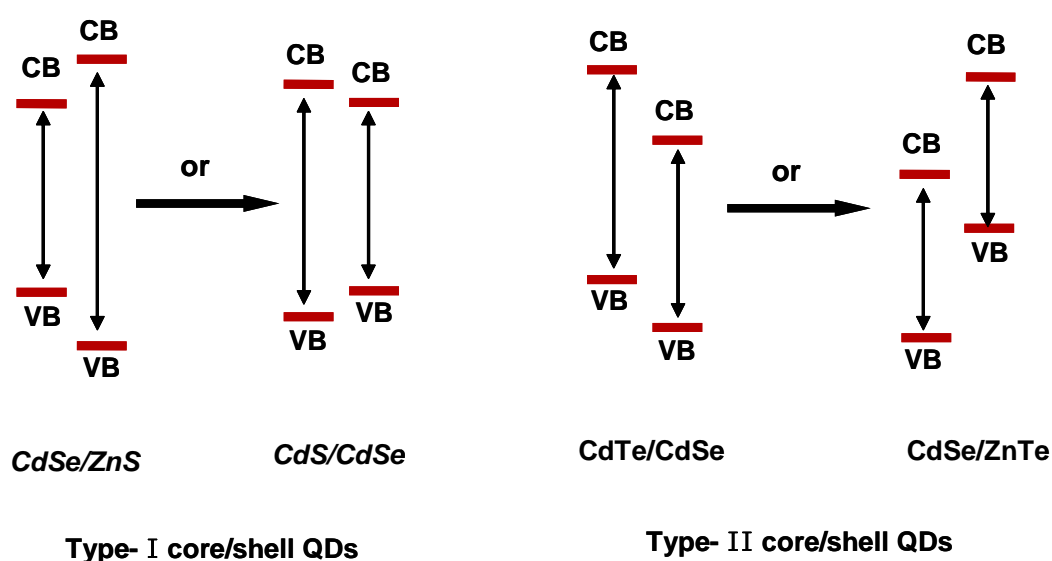 CB
CB
VB
VB
or
CB
CB
VB
VB
CdSe/ZnS
CdS/CdSe
Type- I core/shell QDs
CB
CB
VB
VB
or
CB
CB
VB
VB
CdTe/CdSe
CdSe/ZnTe
Type- II core/shell QDs